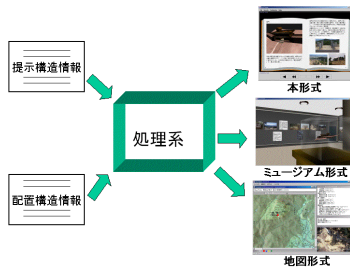 提示構造情報
配置構造情報
処理系
本形式
ミュージアム形式
地図形式